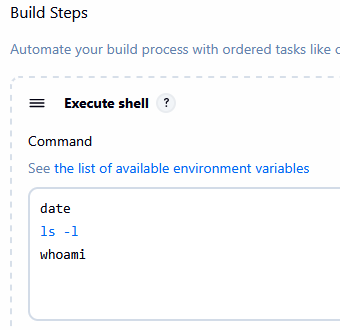 Build Steps
Automate your build process with ordered tasks like
Execute shell ?
Command
See the list of available environment variables
date
ls -l
whoami